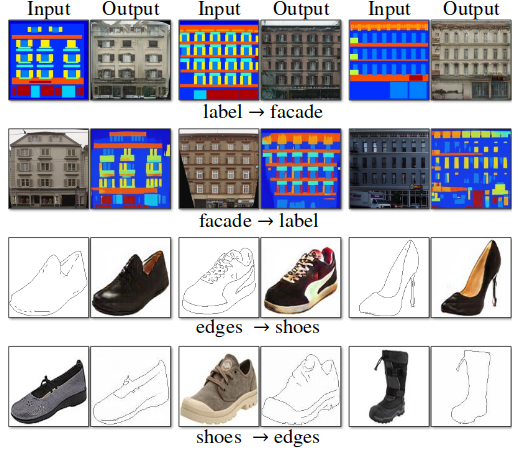 Input Output Input Output Input Output
label → facade
facade → label
edges → shoes
shoes → edges